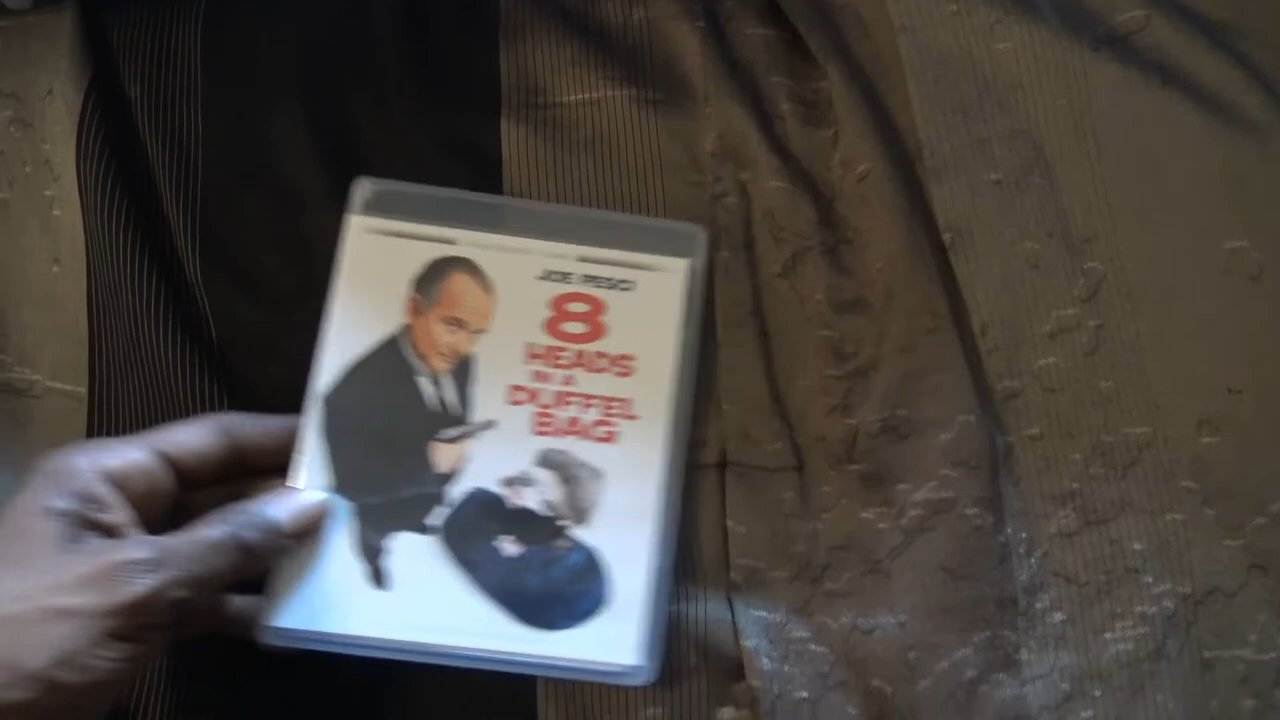 JOE PESCI
8
HEADS
IN A
DUFFEL
BAG